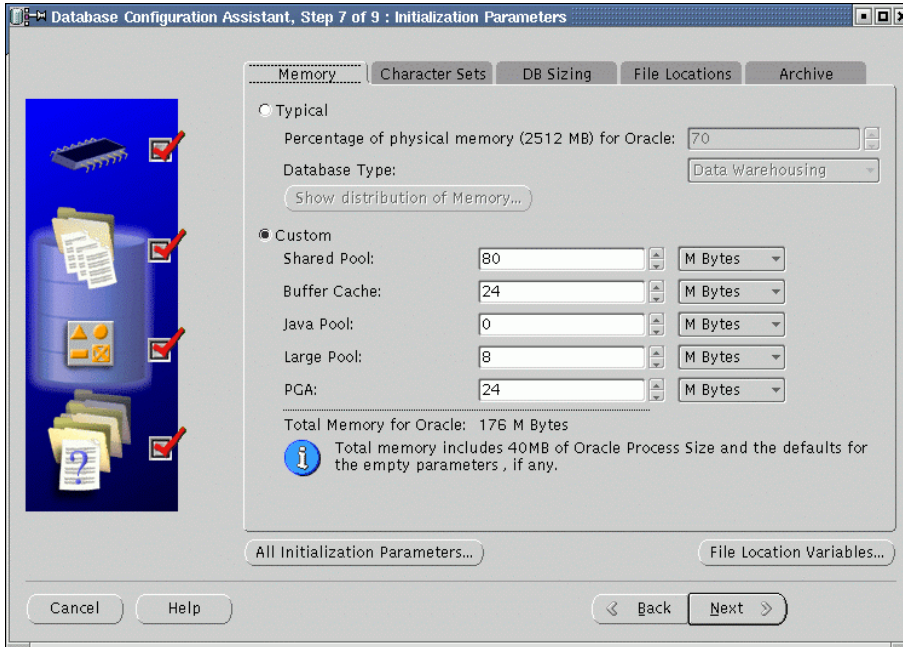 Database Configuration Assistant, Step 7 of 9 : Initialization Parameters
Memory Character Sets DB Sizing File Locations Archive
Typical
Percentage of physical memory (2512 MB) for Oracle: 70
Database Type: Data Warehousing
Show distribution of Memory...
Custom
Shared Pool: 80 M Bytes
Buffer Cache: 24 M Bytes
Java Pool: 0 M Bytes
Large Pool: 8 M Bytes
PGA: 24 M Bytes
Total Memory for Oracle: 176 M Bytes
Total memory includes 40MB of Oracle Process Size and the defaults for
the empty parameters , if any.
All Initialization Parameters... File Location Variables...
Cancel Help Back Next